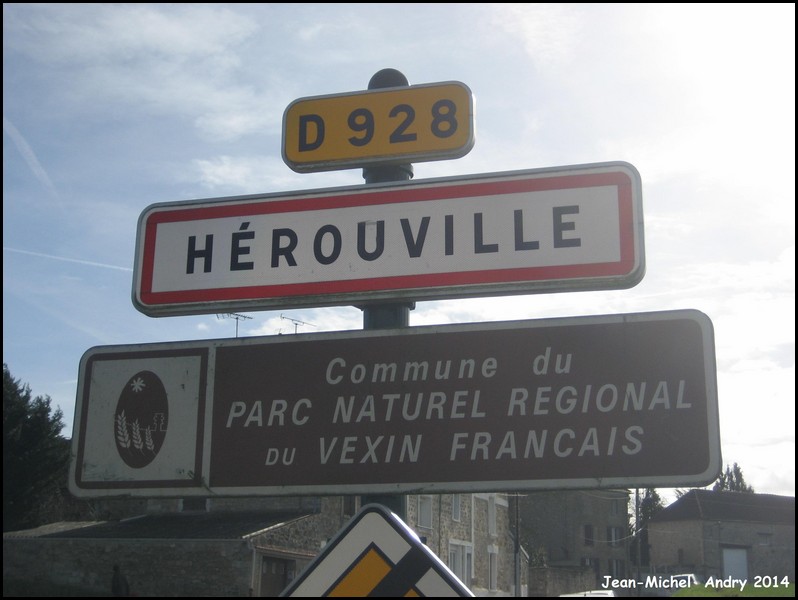 D 928
HÉROUVILLE
Commune du
PARC NATUREL REGIONAL
DU VEXIN FRANCAIS
Jean-Michel Andry 2014